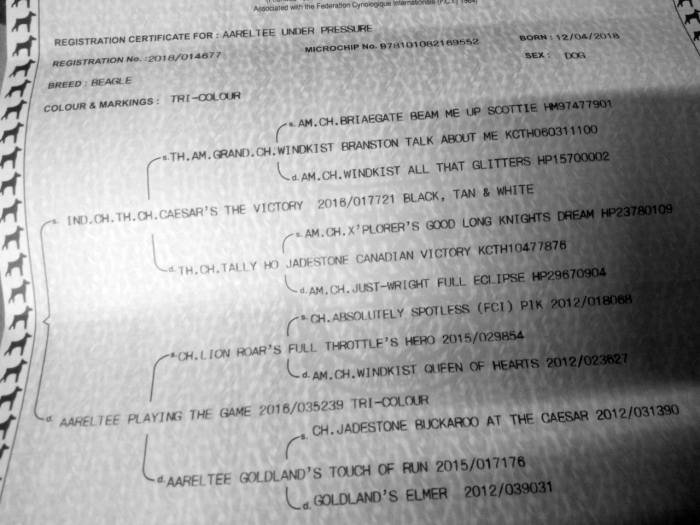 Associated with the Federation Cynologique Internationale (F.C.I.) 1964)
REGISTRATION CERTIFICATE FOR : AARELTEE UNDER PRESSURE
REGISTRATION No. :2018/014677
MICROCHIP No. 978101082169552
BORN : 12/04/2018
BREED : BEAGLE
SEX : DOG
COLOUR & MARKINGS : TRI-COLOUR
s. AM.CH.BRIAEGATE BEAM ME UP SCOTTIE HM97477901
s. TH.AM.GRAND.CH.WINDKIST BRANSTON TALK ABOUT ME KCTH060311100
d. AM.CH.WINDKIST ALL THAT GLITTERS HP15700002
s. IND.CH.TH.CH.CAESAR'S THE VICTORY 2016/017721 BLACK, TAN & WHITE
s. AM.CH.X'PLORER'S GOOD LONG KNIGHTS DREAM HP23780109
d. TH.CH.TALLY HO JADESTONE CANADIAN VICTORY KCTH10477876
d. AM.CH.JUST-WRIGHT FULL ECLIPSE HP29670904
s. CH.ABSOLUTELY SPOTLESS (FCI) P1K 2012/018068
s. CH.LION ROAR'S FULL THROTTLE'S HERO 2015/029854
d. AM.CH.WINDKIST QUEEN OF HEARTS 2012/023627
d. AARELTEE PLAYING THE GAME 2016/035239 TRI-COLOUR
s. CH.JADESTONE BUCKAROO AT THE CAESAR 2012/031390
d. AARELTEE GOLDLAND'S TOUCH OF RUN 2015/017176
d. GOLDLAND'S ELMER 2012/039031